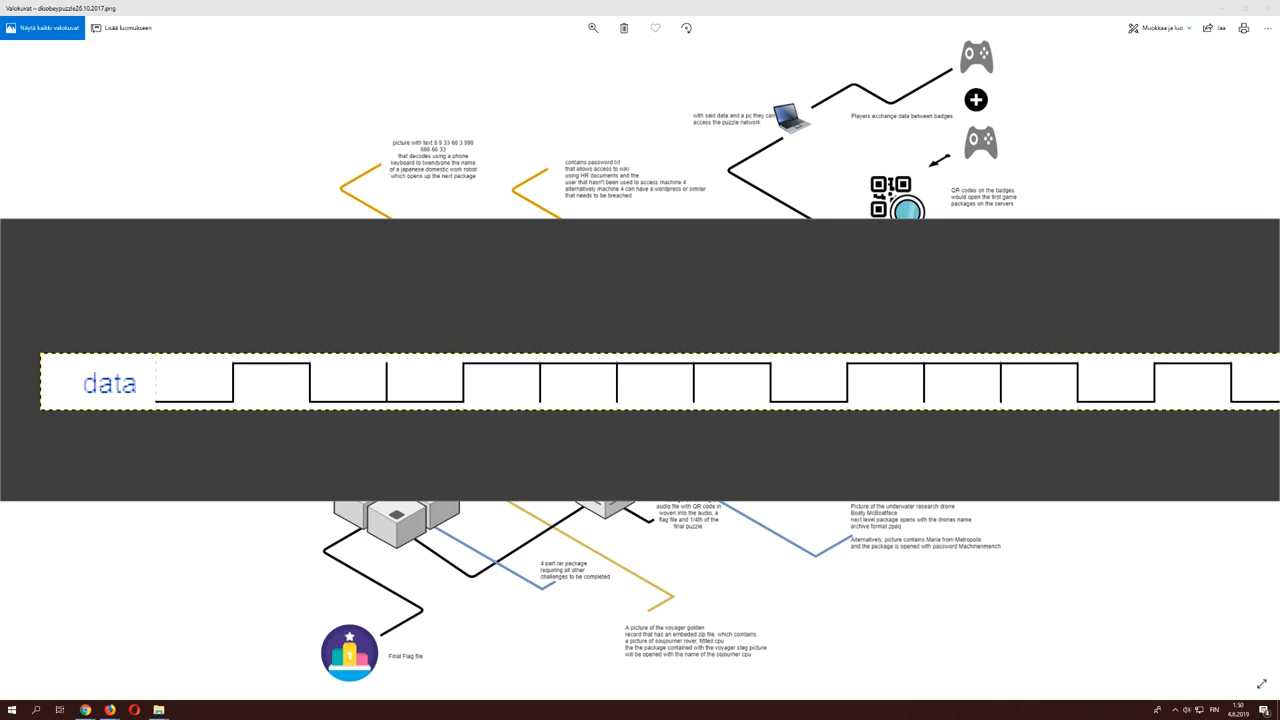 Valokuvat – disobeypuzzle26.10.2017.png
Näytä kaikki valokuvat
Lisää luomukseen
Muokkaa ja luo
Jaa
with said data and a pc they can
access the puzzle network
Players exchange data between badges
picture with text 8 9 33 66 3 999
666 66 33
that decodes using a phone
keyboard to twendyone the name
of a japanese domestic work robot
which opens up the next package
contains password.txt
that allows access to wiki
using HR documents and the
user that hasn't been used to access machine 4
alternatively machine 4 can have a wordpress or similar
that needs to be breached
QR codes on the badges
would open the first game
packages on the servers
data
audio file with QR code in
woven into the audio, a
flag file and 1/4th of the
final puzzle
Picture of the underwater research drone
Boaty McBoatface
next level package opens with the drones name
archive format zpaq
Alternatively, picture contains Maria from Metropolis
and the package is opened with password Machinenmench
4 part rar package
requiring all other
challenges to be completed
A picture of the voyager golden
record that has an embeded zip file, which contains
a picture of soujourner rover, tittled cpu
the the package contained with the voyager steg picture
will be opened with the name of the sojourner cpu
Final Flag file
FIN
1.50
4.6.2019